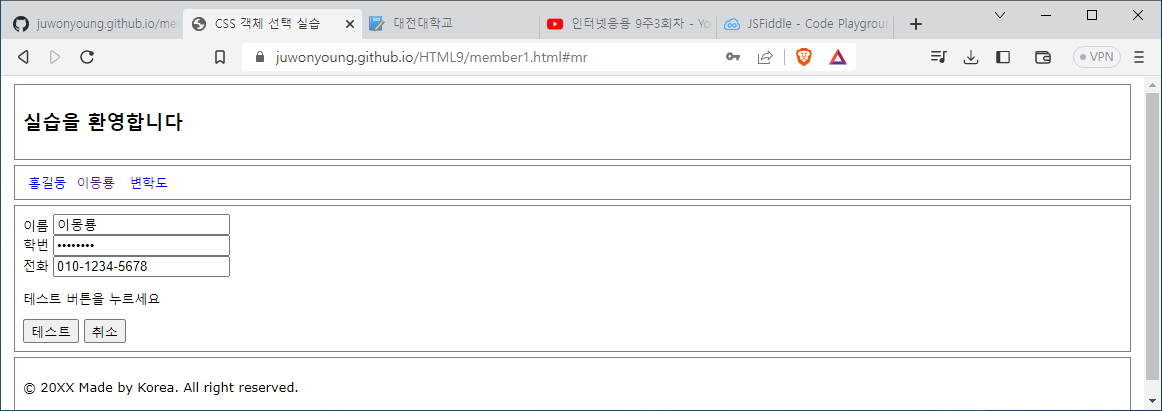 juwonyoung.github.io/me
CSS 객체 선택 실습
대전대학교
인터넷응용 9주3회차 - Yo
JSFiddle - Code Playgroun
juwonyoung.github.io/HTML9/member1.html#mr
VPN
실습을 환영합니다
홍길동 이몽룡 변학도
이름 이몽룡
학번 ••••••••
전화 010-1234-5678
테스트 버튼을 누르세요
테스트 취소
© 20XX Made by Korea. All right reserved.